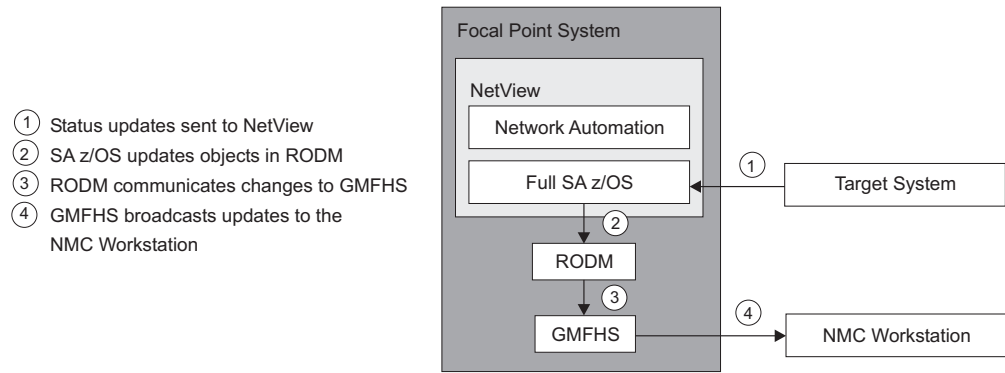 1 Status updates sent to NetView
2 SA z/OS updates objects in RODM
3 RODM communicates changes to GMFHS
4 GMFHS broadcasts updates to the
NMC Workstation
Focal Point System
NetView
Network Automation
Full SA z/OS
1
Target System
2
RODM
3
GMFHS
4
NMC Workstation